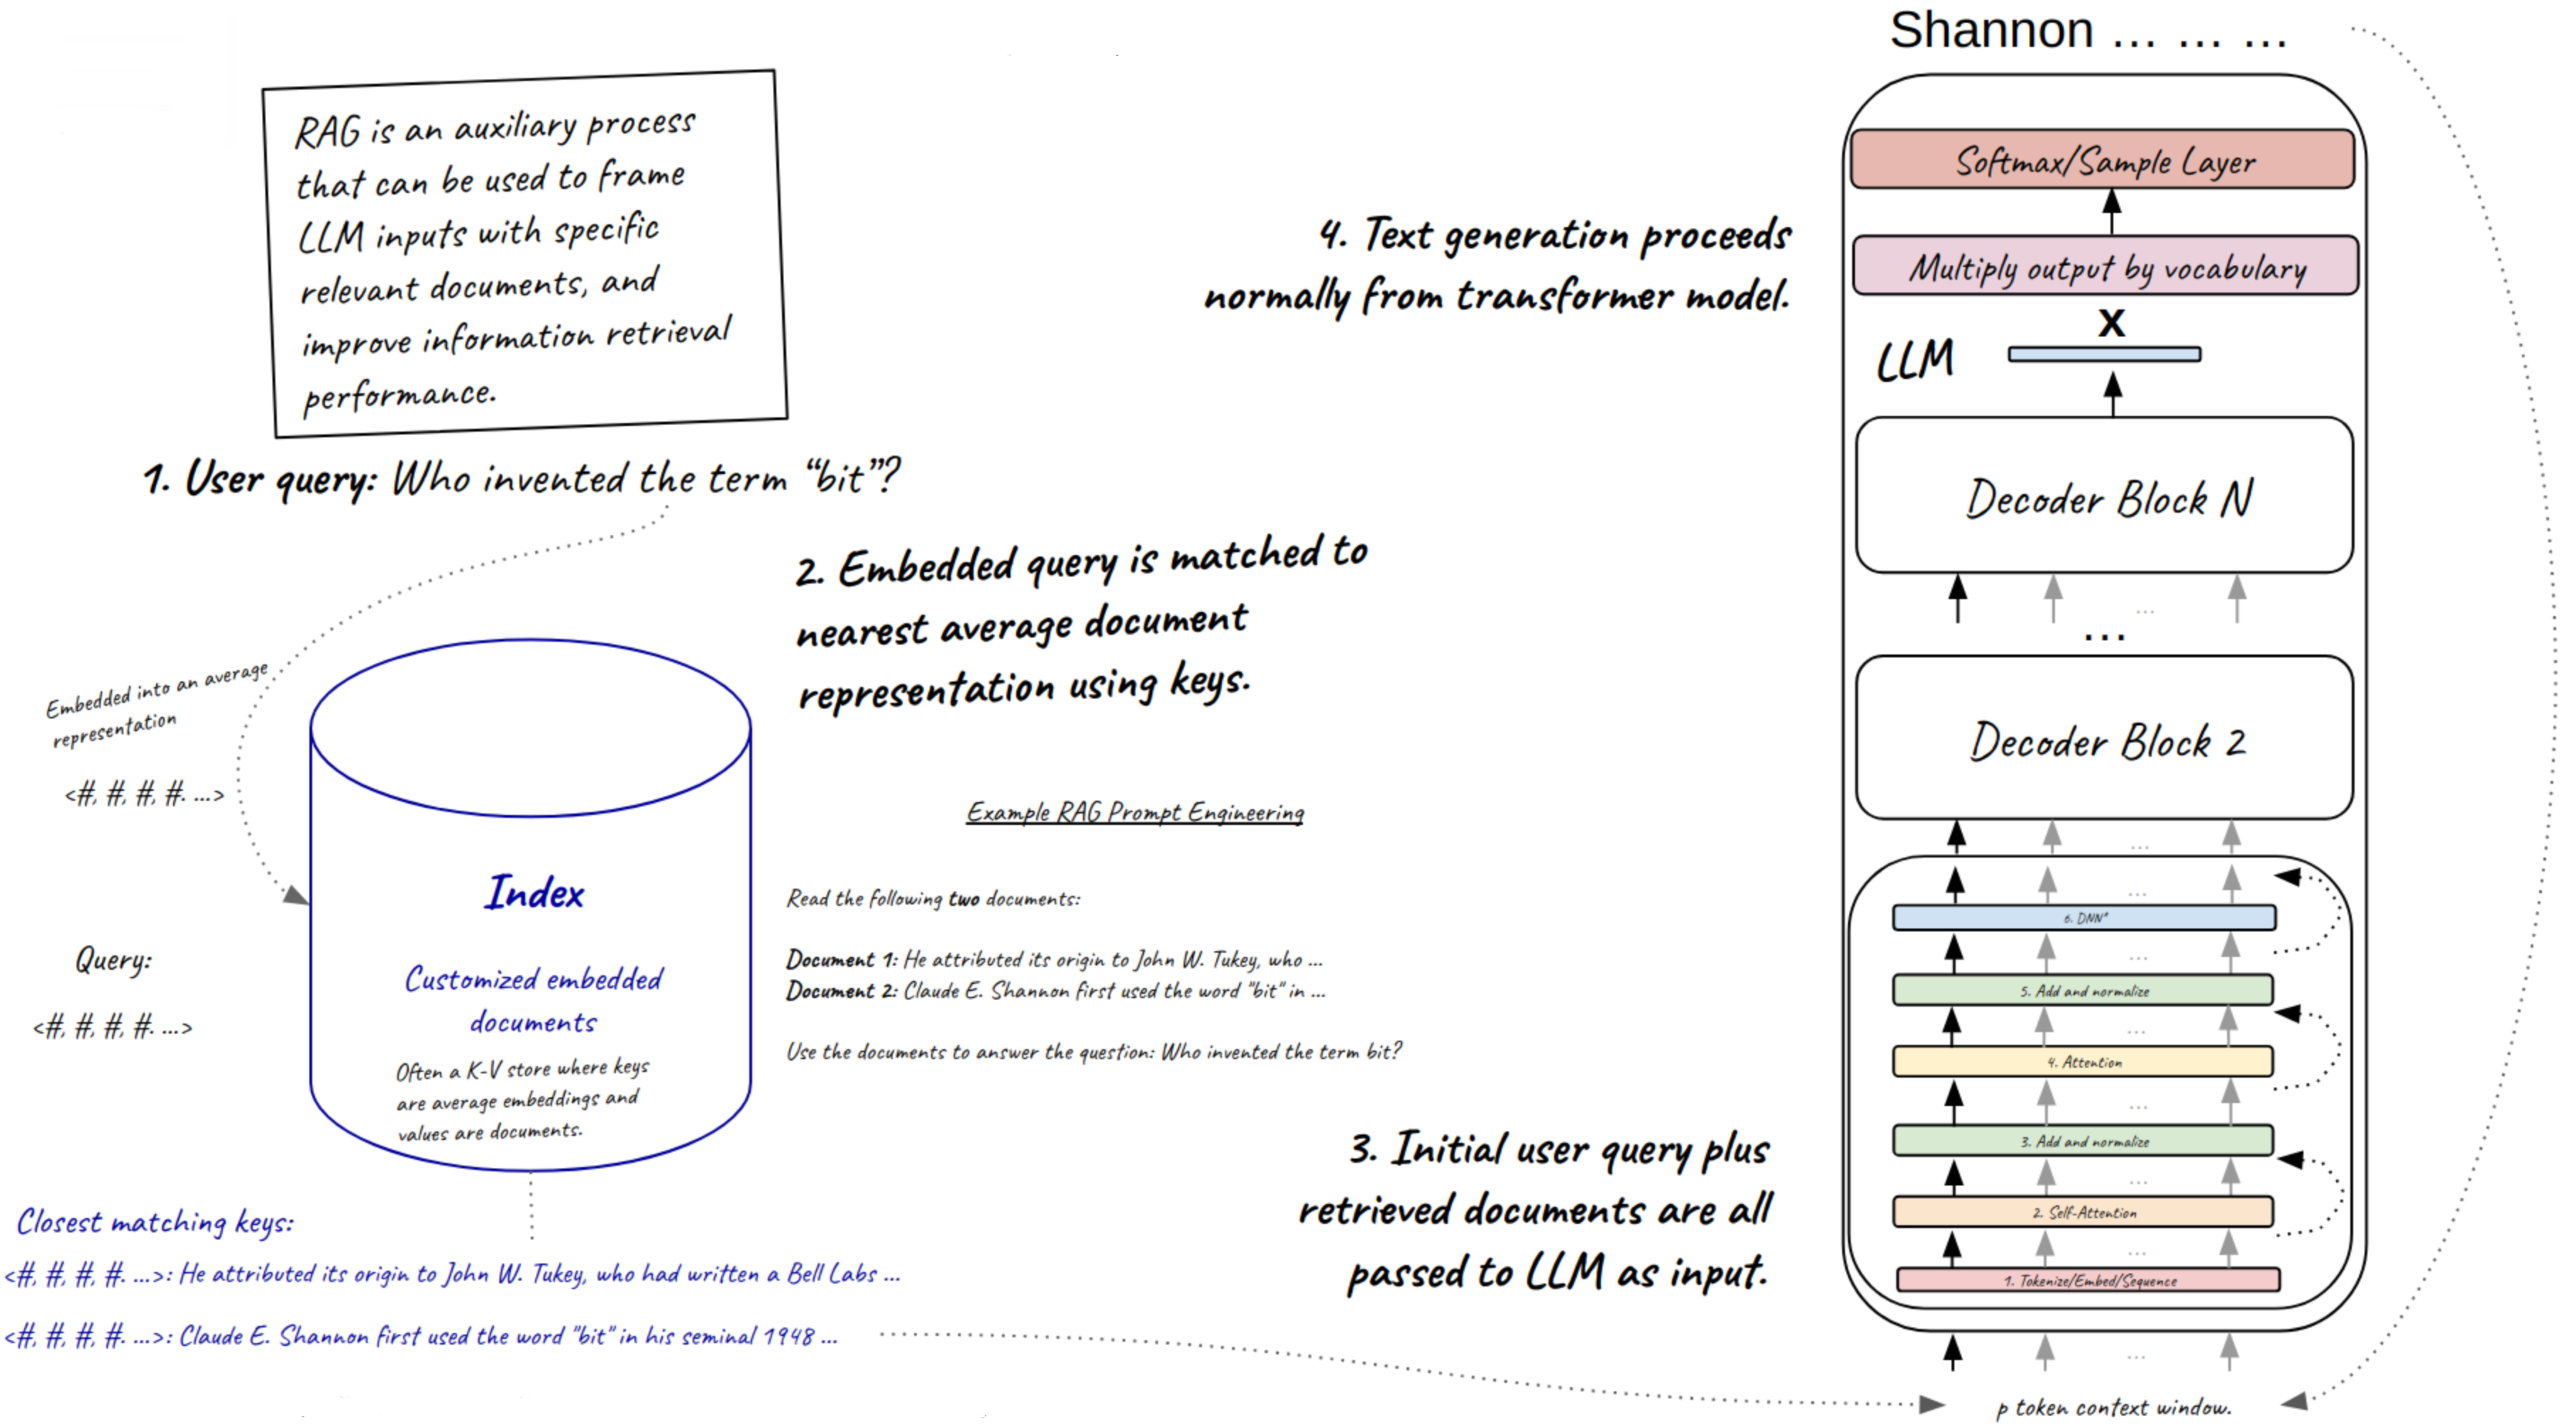 RAG is an auxiliary process
that can be used to frame
LLM inputs with specific
relevant documents, and
improve information retrieval
performance.
1. User query: Who invented the term “bit”?
Embedded into an average
representation
<#, #, #, #. ...>
Query:
<#, #, #, #. ...>
Index
Customized embedded
documents
Often a K-V store where keys
are average embeddings and
values are documents.
Closest matching keys:
<#, #, #, #. ...>: He attributed its origin to John W. Tukey, who had written a Bell Labs ...
<#, #, #, #. ...>: Claude E. Shannon first used the word "bit" in his seminal 1948 ...
2. Embedded query is matched to
nearest average document
representation using keys.
Example RAG Prompt Engineering
Read the following two documents:
Document 1: He attributed its origin to John W. Tukey, who ...
Document 2: Claude E. Shannon first used the word "bit" in ...
Use the documents to answer the question: Who invented the term bit?
3. Initial user query plus
retrieved documents are all
passed to LLM as input.
4. Text generation proceeds
normally from transformer model.
Shannon ... ... ...
Softmax/Sample Layer
Multiply output by vocabulary
X
LLM
Decoder Block N
...
...
Decoder Block 2
...
...
6. DNN*
...
5. Add and normalize
...
4. Attention
...
3. Add and normalize
...
2. Self-Attention
...
1. Tokenize/Embed/Sequence
...
p token context window.